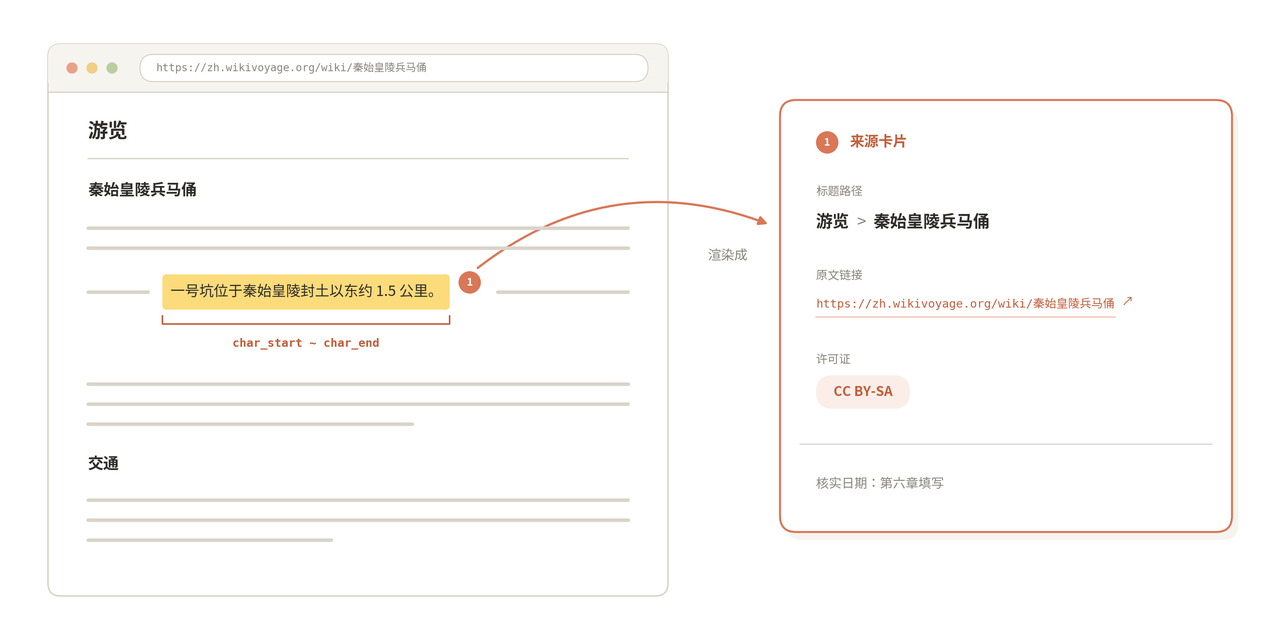 https://zh.wikivoyage.org/wiki/秦始皇陵兵马俑
游览
秦始皇陵兵马俑
一号坑位于秦始皇陵封土以东约 1.5 公里。
1
char_start ~ char_end
交通
渲染成
1 来源卡片
标题路径
游览 > 秦始皇陵兵马俑
原文链接
https://zh.wikivoyage.org/wiki/秦始皇陵兵马俑 ↗
许可证
CC BY-SA
核实日期：第六章填写